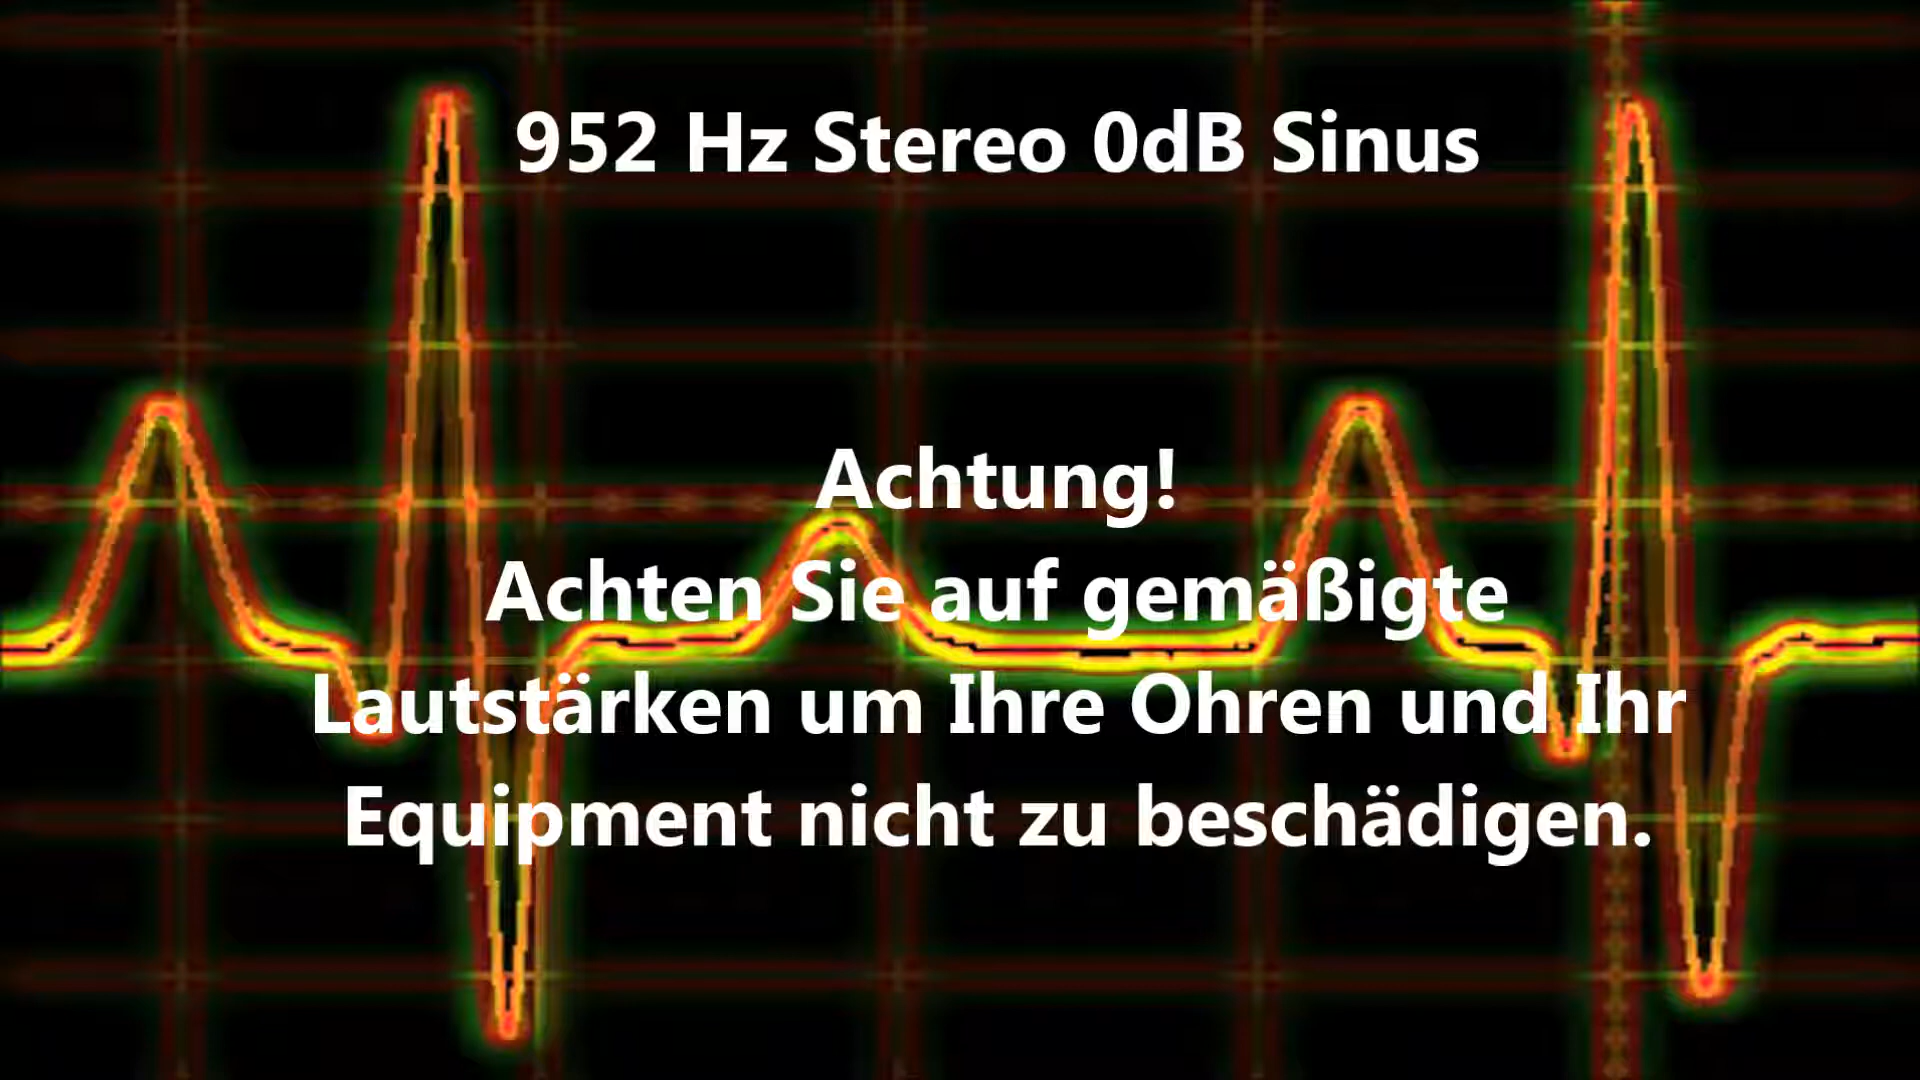 952 Hz Stereo 0dB Sinus
Achtung!
Achten Sie auf gemäßigte
Lautstärken um Ihre Ohren und Ihr
Equipment nicht zu beschädigen.